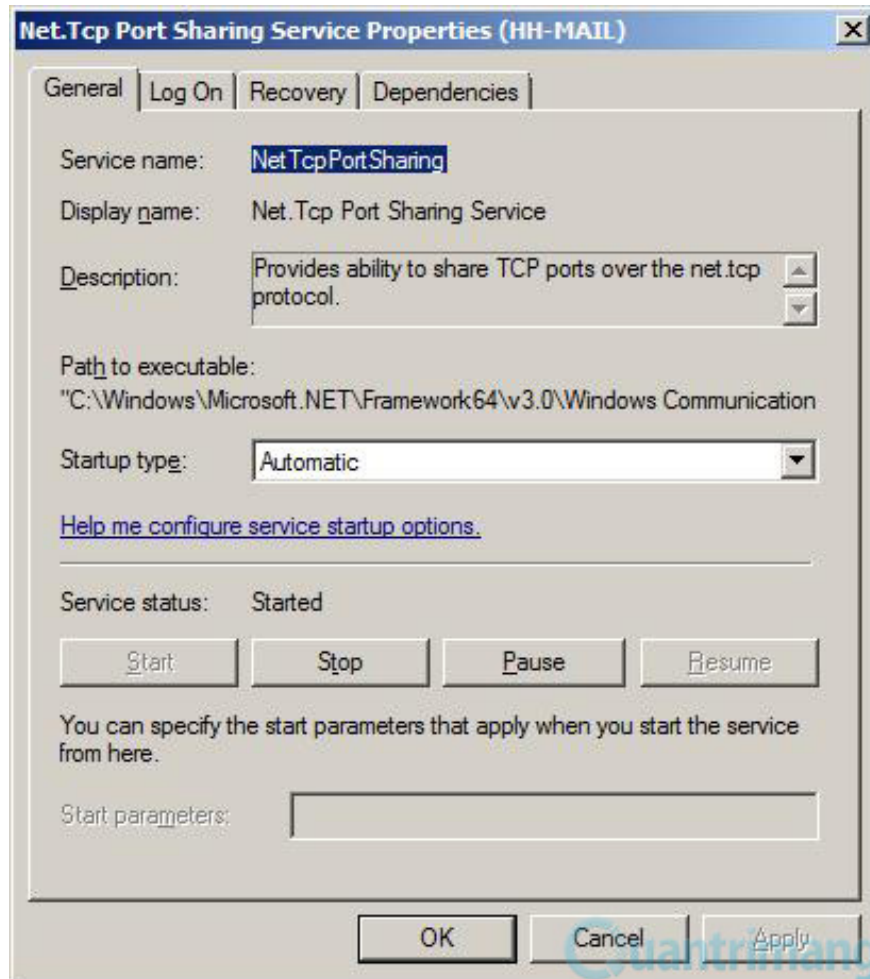 Net.Tcp Port Sharing Service Properties (HH-MAIL)
General Log On Recovery Dependencies
Service name: NetTcpPortSharing
Display name: Net.Tcp Port Sharing Service
Description: Provides ability to share TCP ports over the net.tcp
protocol.
Path to executable:
"C:\Windows\Microsoft.NET\Framework64\v3.0\Windows Communication
Startup type: Automatic
Help me configure service startup options.
Service status: Started
Start Stop Pause Resume
You can specify the start parameters that apply when you start the service
from here.
Start parameters:
OK Cancel Apply
Quantrimang